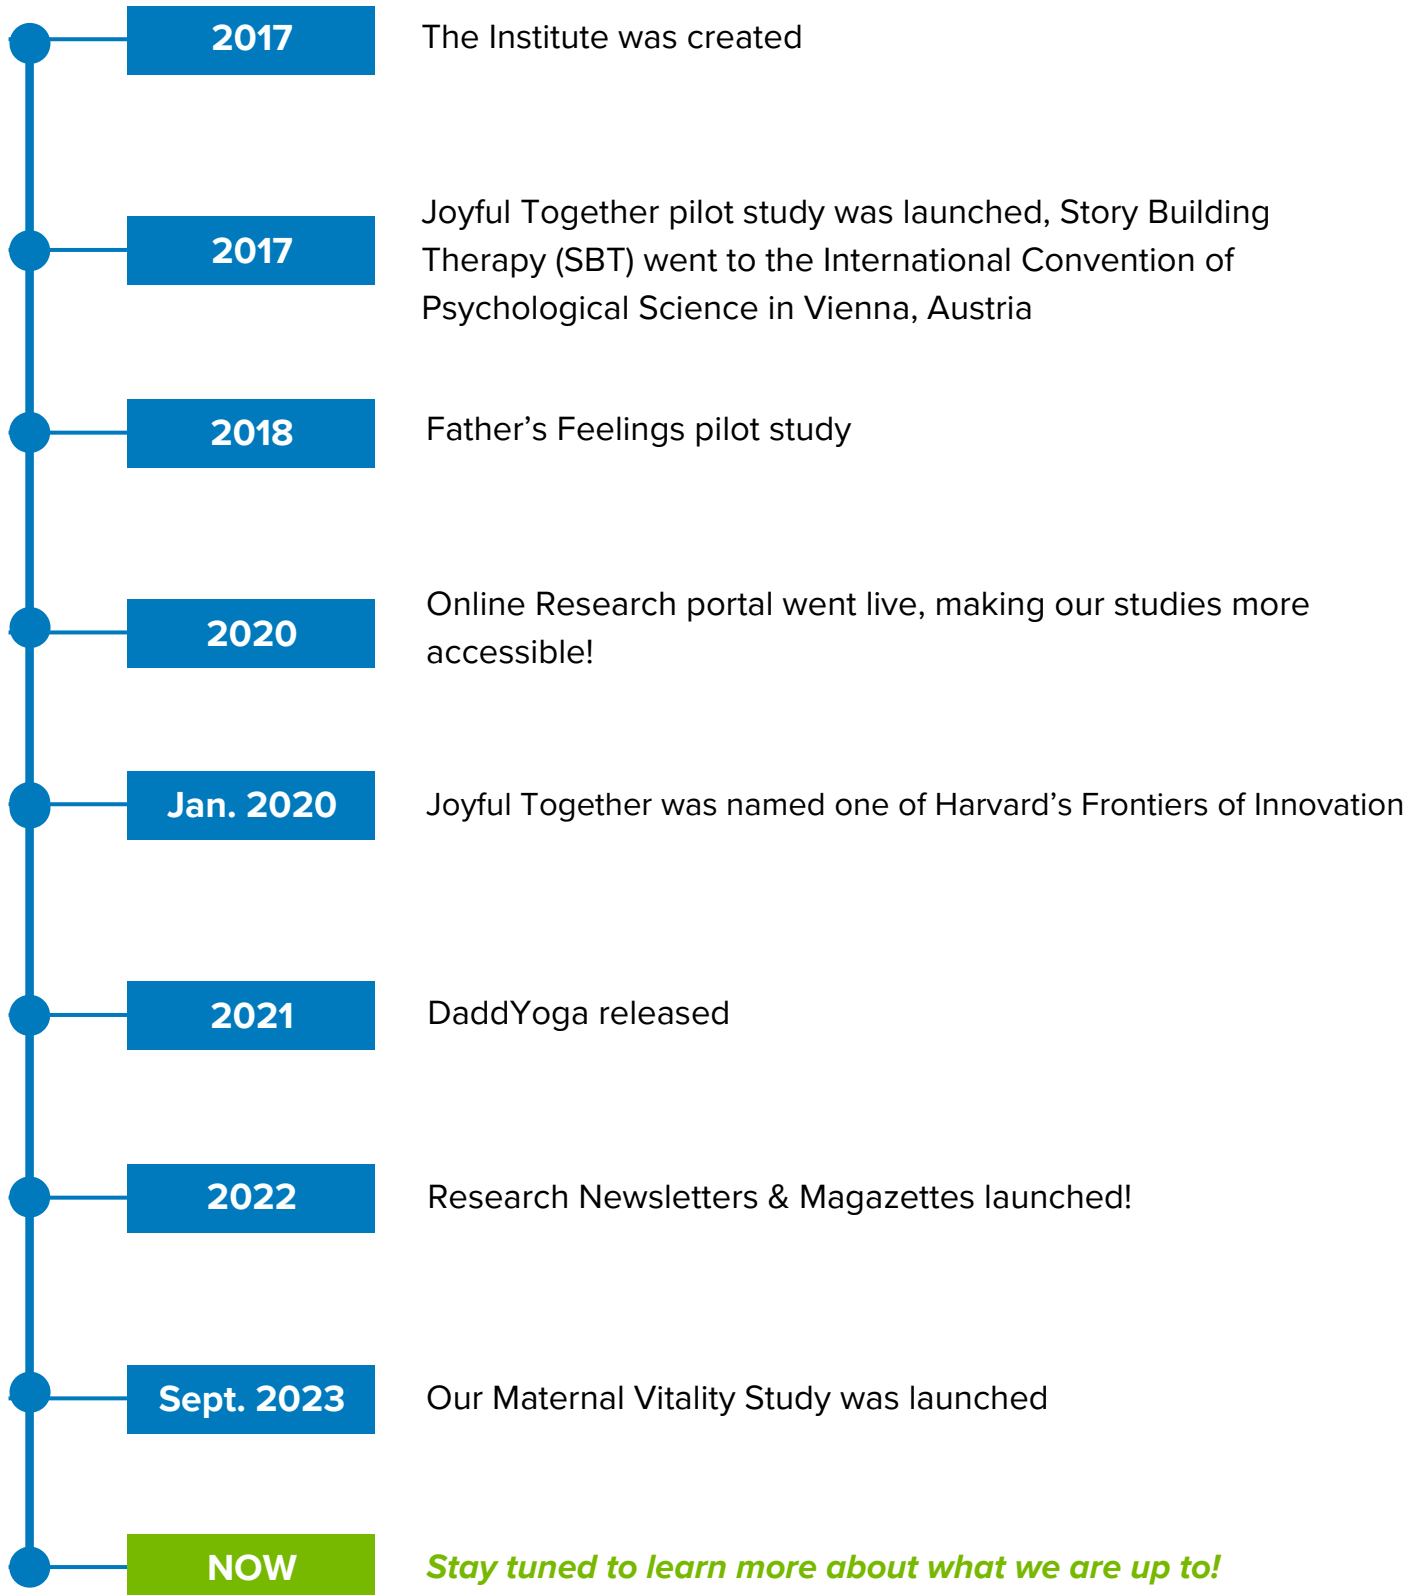 2017
The Institute was created
2017
Joyful Together pilot study was launched, Story Building
Therapy (SBT) went to the International Convention of
Psychological Science in Vienna, Austria
2018
Father’s Feelings pilot study
2020
Online Research portal went live, making our studies more
accessible!
Jan. 2020
Joyful Together was named one of Harvard’s Frontiers of Innovation
2021
DaddYoga released
2022
Research Newsletters & Magazettes launched!
Sept. 2023
Our Maternal Vitality Study was launched
NOW
Stay tuned to learn more about what we are up to!